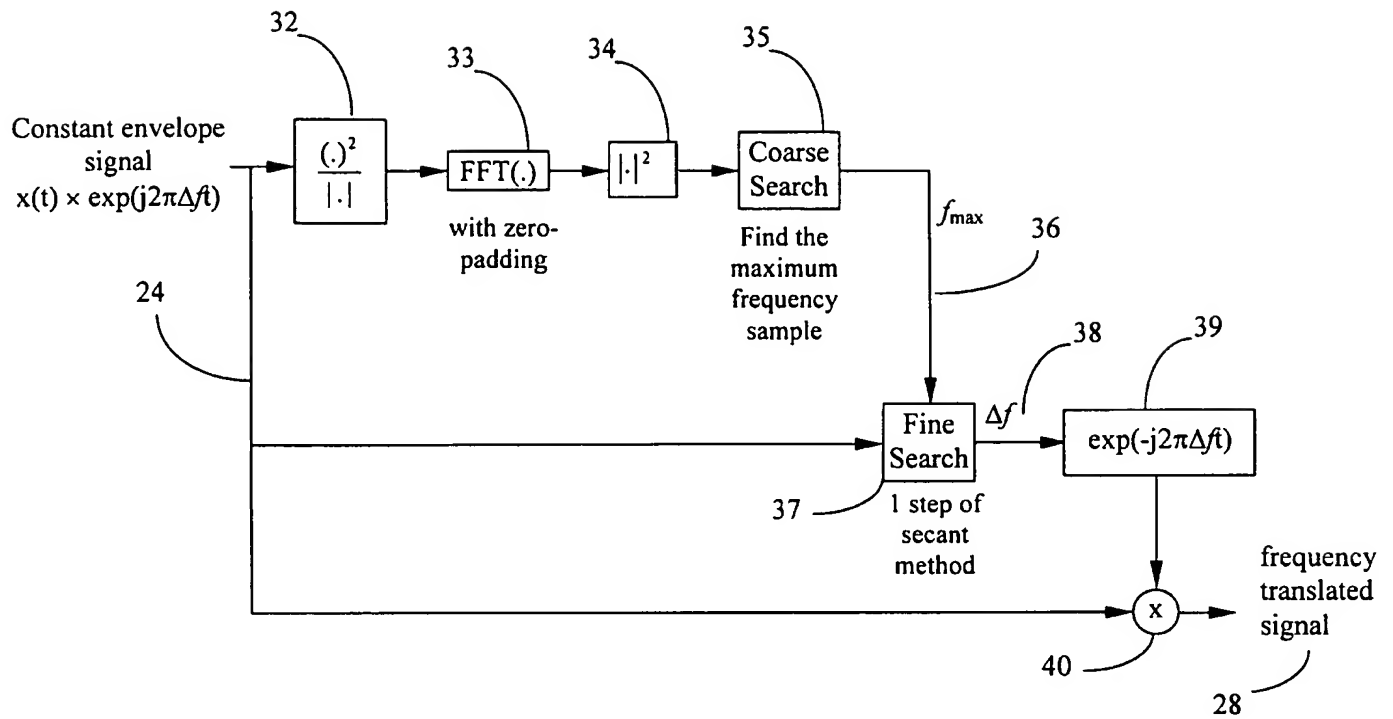 32
33
34
35
Constant envelope
signal
x(t) × exp(j2πΔft)
(.)²
|.|
FFT(.)
with zero-
padding
|.|²
Coarse
Search
Find the
maximum
frequency
sample
f max
36
24
38
39
Fine
Search
Δf
exp(-j2πΔft)
37
1 step of
secant
method
x
40
frequency
translated
signal
28